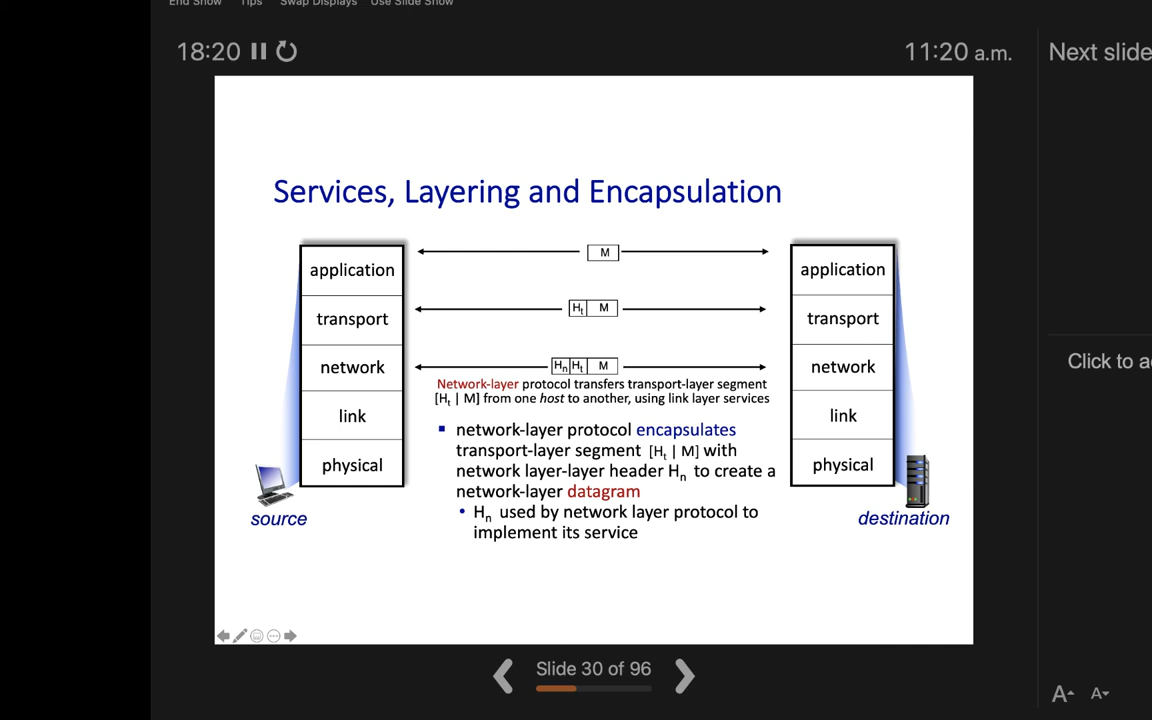 End Show Tips Swap Displays Use Slide Show
18:20
11:20 a.m.
Next slide
Services, Layering and Encapsulation
application
M
application
transport
Ht M
transport
network
Hn Ht M
network
Network-layer protocol transfers transport-layer segment
[Ht | M] from one host to another, using link layer services
link
link
physical
physical
▪ network-layer protocol encapsulates
transport-layer segment [Ht | M] with
network layer-layer header Hn to create a
network-layer datagram
• Hn used by network layer protocol to
implement its service
source
destination
Slide 30 of 96
Click to a
A A